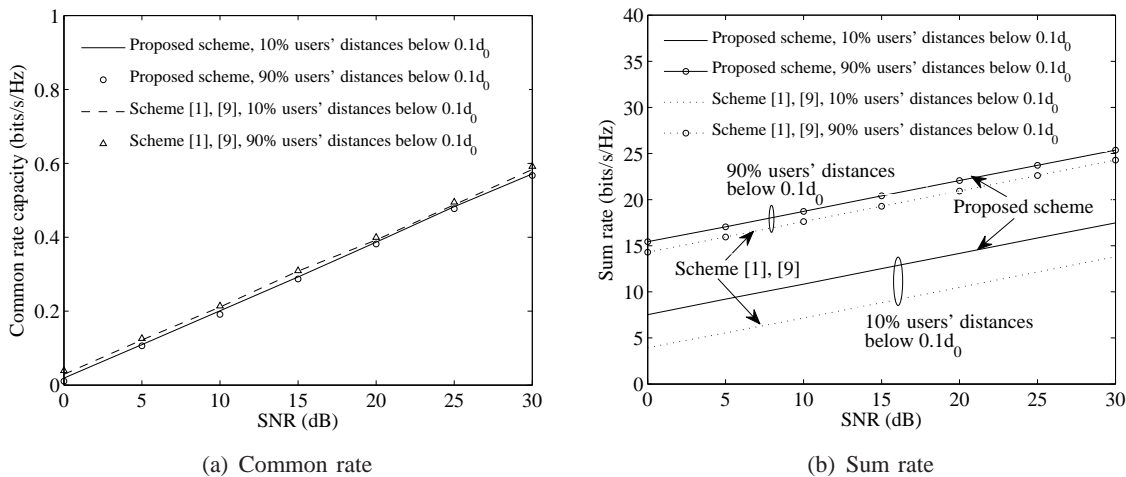 1
0.8
0.6
0.4
0.2
0
0 5 10 15 20 25 30
Common rate capacity (bits/s/Hz)
SNR (dB)
Proposed scheme, 10% users' distances below 0.1d0
Proposed scheme, 90% users' distances below 0.1d0
Scheme [1], [9], 10% users' distances below 0.1d0
Scheme [1], [9], 90% users' distances below 0.1d0
(a) Common rate
40
35
30
25
20
15
10
5
0
0 5 10 15 20 25 30
Sum rate (bits/s/Hz)
SNR (dB)
Proposed scheme, 10% users' distances below 0.1d0
Proposed scheme, 90% users' distances below 0.1d0
Scheme [1], [9], 10% users' distances below 0.1d0
Scheme [1], [9], 90% users' distances below 0.1d0
90% users' distances
below 0.1d0
Proposed scheme
Scheme [1], [9]
10% users' distances
below 0.1d0
(b) Sum rate